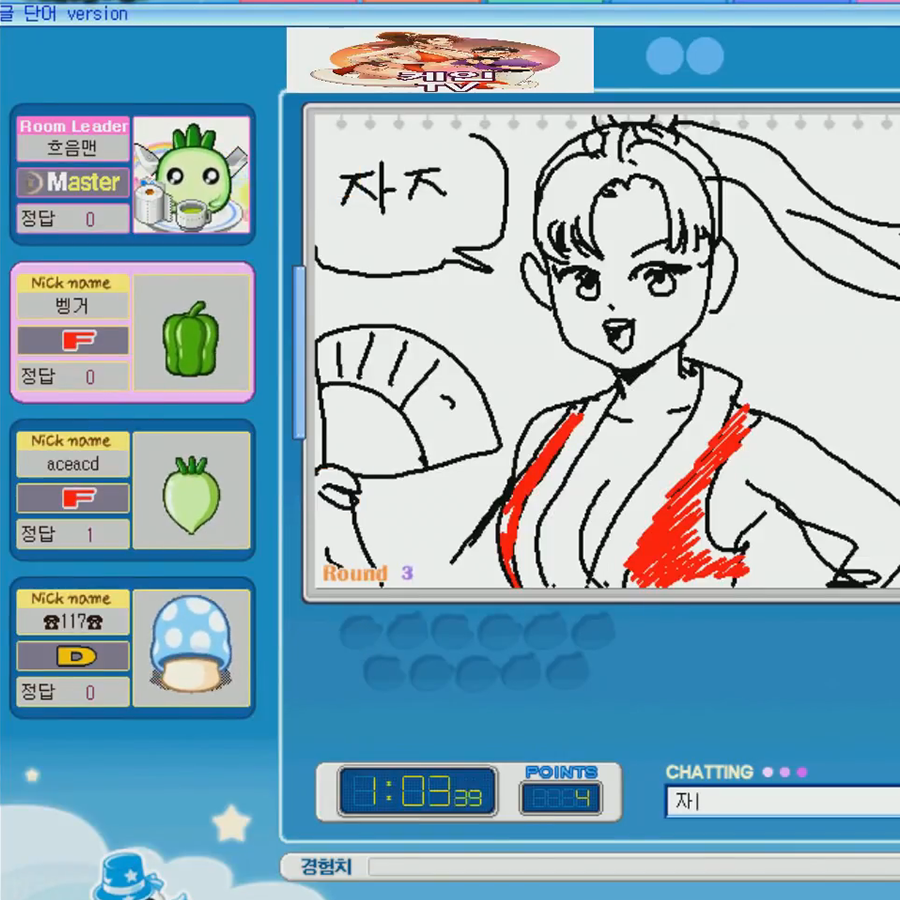 글 단어 version
Room Leader
흐음맨
Master
정답 0
Nick name
벵거
F
정답 0
Nick name
aceacd
F
정답 1
Nick name
☎117☎
D
정답 0
자ㅈ
Round 3
1:03 39
POINTS
4
CHATTING
자|
경험치